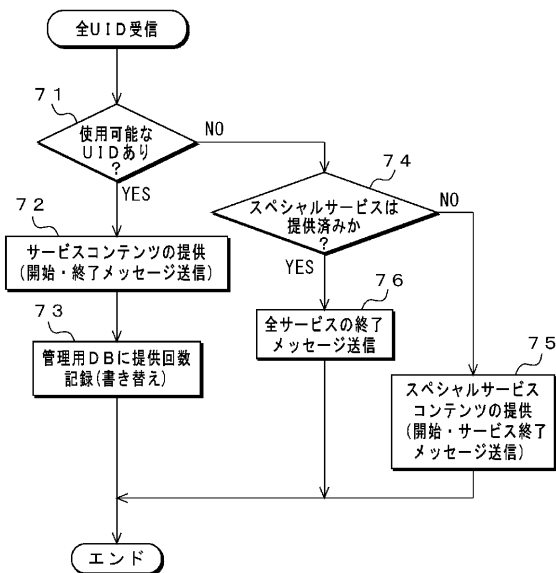 全UID受信
71
使用可能な
UIDあり
?
NO
YES
74
スペシャルサービスは
提供済みか
?
NO
YES
72
サービスコンテンツの提供
(開始・終了メッセージ送信)
76
全サービスの終了
メッセージ送信
73
管理用DBに提供回数
記録(書き替え)
75
スペシャルサービス
コンテンツの提供
(開始・サービス終了
メッセージ送信)
エンド